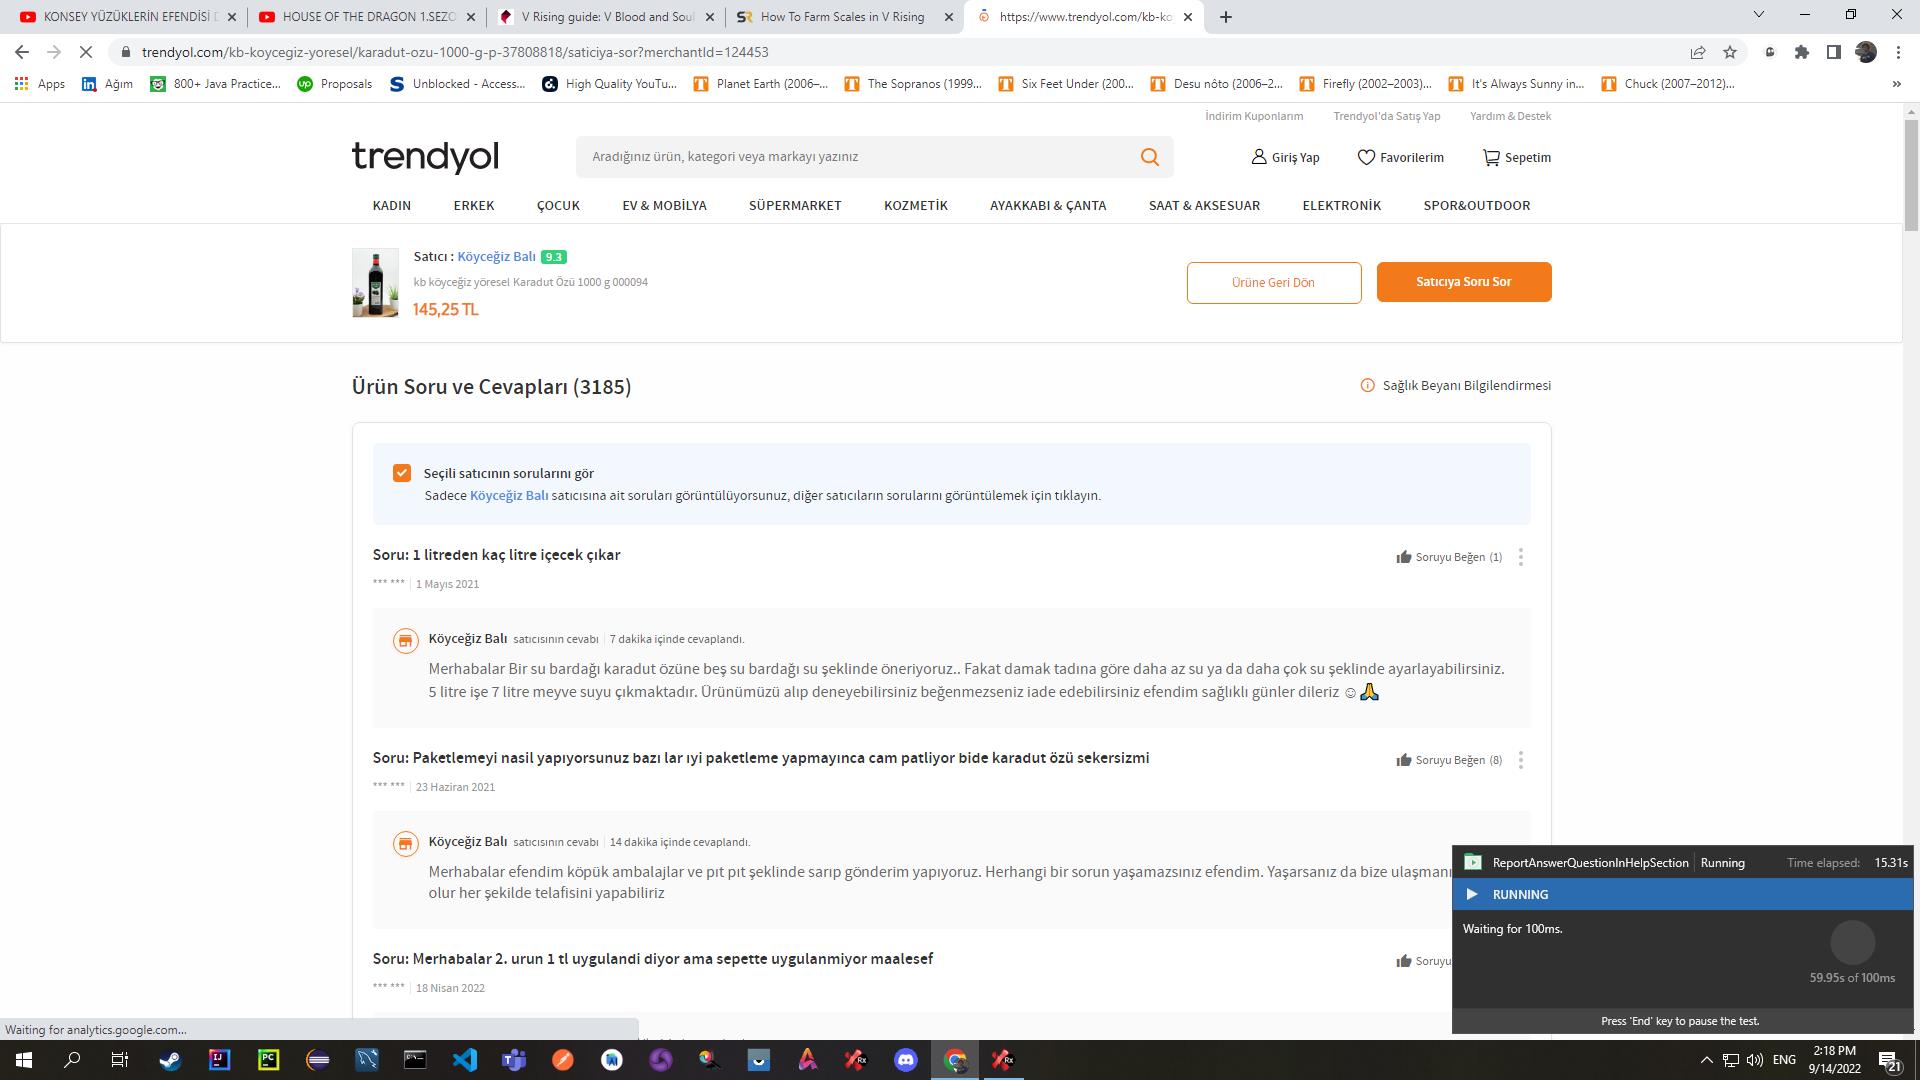 KONSEY YÜZÜKLERİN EFENDİSİ
HOUSE OF THE DRAGON 1.SEZO
V Rising guide: V Blood and Soul
How To Farm Scales in V Rising
https://www.trendyol.com/kb-ko
trendyol.com/kb-koycegiz-yoresel/karadut-ozu-1000-g-p-37808818/saticiya-sor?merchantId=124453
Apps
Ağım
800+ Java Practice...
Proposals
Unblocked - Access...
High Quality YouTu...
Planet Earth (2006–...
The Sopranos (1999...
Six Feet Under (200...
Desu nôto (2006–2...
Firefly (2002–2003)...
It's Always Sunny in...
Chuck (2007–2012)...
»
İndirim Kuponlarım
Trendyol'da Satış Yap
Yardım & Destek
trendyol
Aradığınız ürün, kategori veya markayı yazınız
Giriş Yap
Favorilerim
Sepetim
KADIN
ERKEK
ÇOCUK
EV & MOBİLYA
SÜPERMARKET
KOZMETİK
AYAKKABI & ÇANTA
SAAT & AKSESUAR
ELEKTRONİK
SPOR&OUTDOOR
Satıcı : Köyceğiz Balı 9.3
kb köyceğiz yöresel Karadut Özü 1000 g 000094
145,25 TL
Ürüne Geri Dön
Satıcıya Soru Sor
Ürün Soru ve Cevapları (3185)
Sağlık Beyanı Bilgilendirmesi
Seçili satıcının sorularını gör
Sadece Köyceğiz Balı satıcısına ait soruları görüntülüyorsunuz, diğer satıcıların sorularını görüntülemek için tıklayın.
Soru: 1 litreden kaç litre içecek çıkar
Soruyu Beğen (1)
*** *** | 1 Mayıs 2021
Köyceğiz Balı satıcısının cevabı | 7 dakika içinde cevaplandı.
Merhabalar Bir su bardağı karadut özüne beş su bardağı su şeklinde öneriyoruz.. Fakat damak tadına göre daha az su ya da daha çok su şeklinde ayarlayabilirsiniz.
5 litre işe 7 litre meyve suyu çıkmaktadır. Ürünümüzü alıp deneyebilirsiniz beğenmezseniz iade edebilirsiniz efendim sağlıklı günler dileriz ☺🙏
Soru: Paketlemeyi nasil yapıyorsunuz bazı lar ıyi paketleme yapmayınca cam patliyor bide karadut özü sekersizmi
Soruyu Beğen (8)
*** *** | 23 Haziran 2021
Köyceğiz Balı satıcısının cevabı | 14 dakika içinde cevaplandı.
Merhabalar efendim köpük ambalajlar ve pıt pıt şeklinde sarıp gönderim yapıyoruz. Herhangi bir sorun yaşamazsınız efendim. Yaşarsanız da bize ulaşmanı
olur her şekilde telafisini yapabiliriz
Soru: Merhabalar 2. urun 1 tl uygulandi diyor ama sepette uygulanmiyor maalesef
Soruyu
*** *** | 18 Nisan 2022
ReportAnswerQuestionInHelpSection | Running
Time elapsed: 15.31s
RUNNING
Waiting for 100ms.
59.95s of 100ms
Press 'End' key to pause the test.
Waiting for analytics.google.com...
ENG
2:18 PM
9/14/2022
21